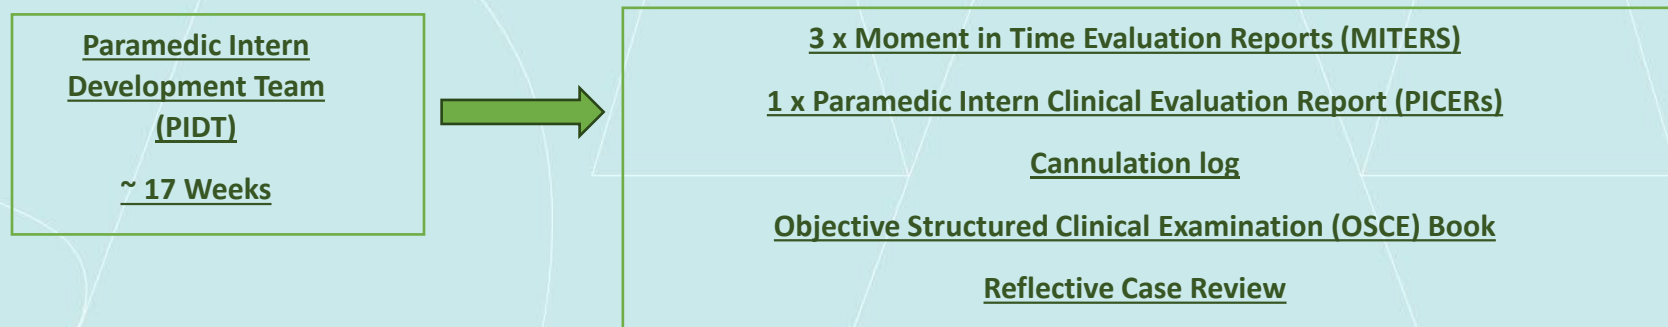 Paramedic Intern
Development Team
(PIDT)
~ 17 Weeks
3 x Moment in Time Evaluation Reports (MITERS)
1 x Paramedic Intern Clinical Evaluation Report (PICERs)
Cannulation log
Objective Structured Clinical Examination (OSCE) Book
Reflective Case Review